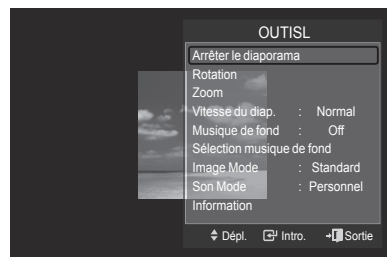 OUTISL
Arrêter le diaporama
Rotation
Zoom
Vitesse du diap. : Normal
Musique de fond : Off
Sélection musique de fond
Image Mode : Standard
Son Mode : Personnel
Information
Dépl. Intro. Sortie